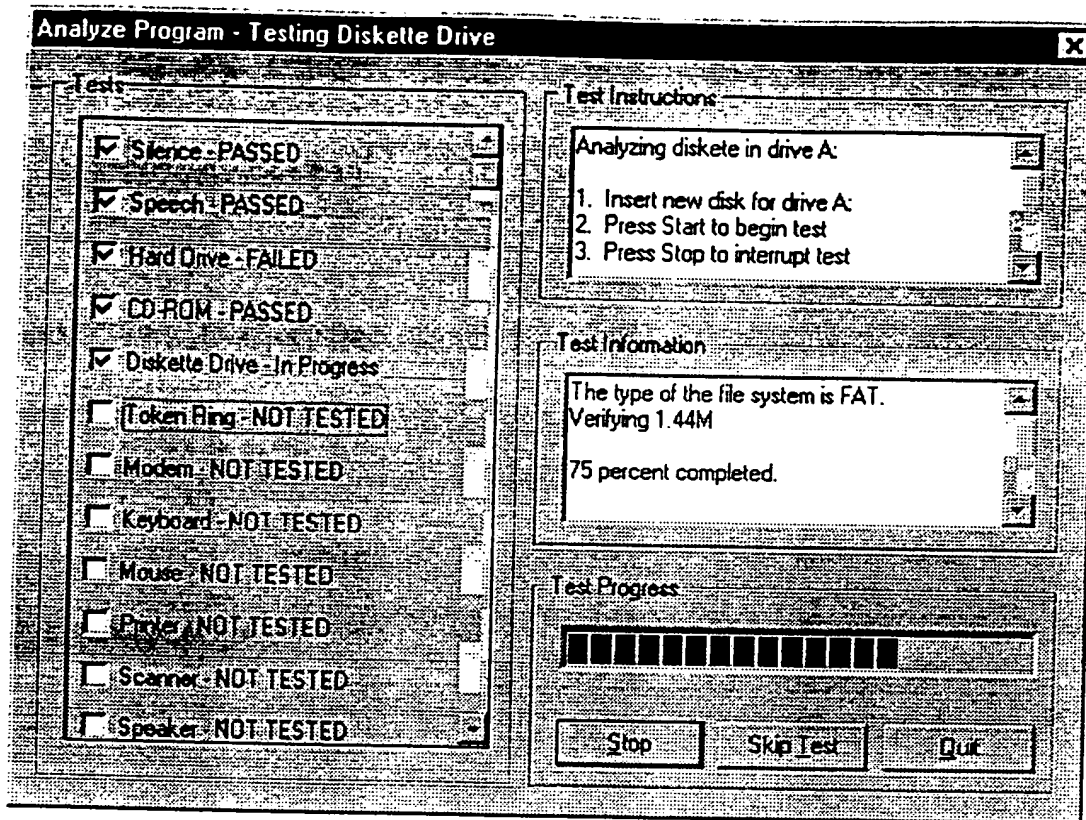 Analyze Program - Testing Diskette Drive
Tests
Silence - PASSED
Speech - PASSED
Hard Drive - FAILED
CD-ROM - PASSED
Diskette Drive - In Progress
Token Ring - NOT TESTED
Modem - NOT TESTED
Keyboard - NOT TESTED
Mouse - NOT TESTED
Printer - NOT TESTED
Scanner - NOT TESTED
Speaker - NOT TESTED
Test Instructions
Analyzing diskete in drive A:
1. Insert new disk for drive A:
2. Press Start to begin test
3. Press Stop to interrupt test
Test Information
The type of the file system is FAT.
Verifying 1.44M
75 percent completed.
Test Progress
Stop
Skip Test
Quit